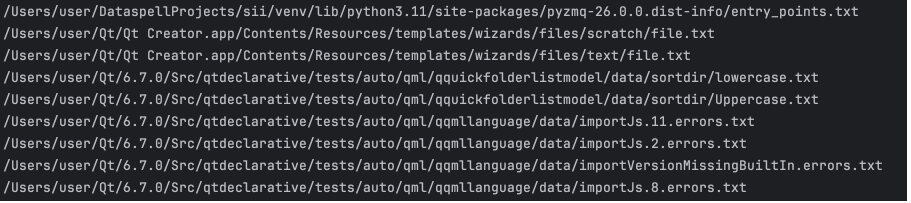 /Users/user/DataspellProjects/sii/venv/lib/python3.11/site-packages/pyzmq-26.0.0.dist-info/entry_points.txt
/Users/user/Qt/Qt Creator.app/Contents/Resources/templates/wizards/files/scratch/file.txt
/Users/user/Qt/Qt Creator.app/Contents/Resources/templates/wizards/files/text/file.txt
/Users/user/Qt/6.7.0/Src/qtdeclarative/tests/auto/qml/qquickfolderlistmodel/data/sortdir/lowercase.txt
/Users/user/Qt/6.7.0/Src/qtdeclarative/tests/auto/qml/qquickfolderlistmodel/data/sortdir/Uppercase.txt
/Users/user/Qt/6.7.0/Src/qtdeclarative/tests/auto/qml/qqmllanguage/data/importJs.11.errors.txt
/Users/user/Qt/6.7.0/Src/qtdeclarative/tests/auto/qml/qqmllanguage/data/importJs.2.errors.txt
/Users/user/Qt/6.7.0/Src/qtdeclarative/tests/auto/qml/qqmllanguage/data/importVersionMissingBuiltIn.errors.txt
/Users/user/Qt/6.7.0/Src/qtdeclarative/tests/auto/qml/qqmllanguage/data/importJs.8.errors.txt